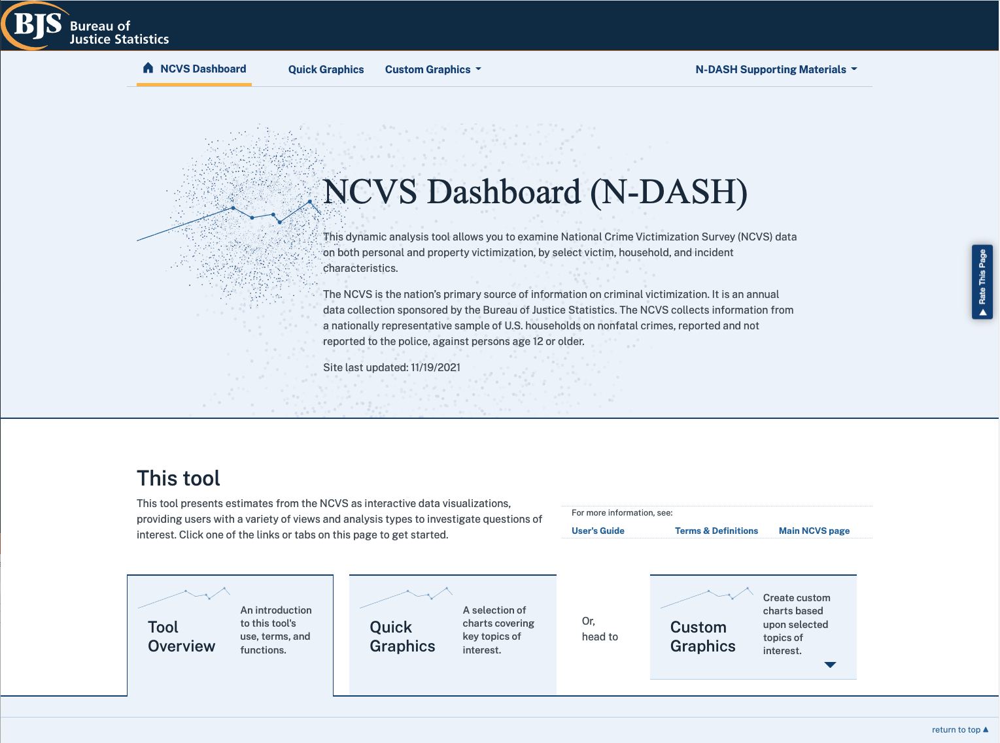 BJS Bureau of
Justice Statistics
NCVS Dashboard
Quick Graphics
Custom Graphics
N-DASH Supporting Materials
NCVS Dashboard (N-DASH)
This dynamic analysis tool allows you to examine National Crime Victimization Survey (NCVS) data
on both personal and property victimization, by select victim, household, and incident
characteristics.
The NCVS is the nation’s primary source of information on criminal victimization. It is an annual
data collection sponsored by the Bureau of Justice Statistics. The NCVS collects information from
a nationally representative sample of U.S. households on nonfatal crimes, reported and not
reported to the police, against persons age 12 or older.
Site last updated: 11/19/2021
Rate This Page
This tool
This tool presents estimates from the NCVS as interactive data visualizations,
providing users with a variety of views and analysis types to investigate questions of
interest. Click one of the links or tabs on this page to get started.
For more information, see:
User's Guide
Terms & Definitions
Main NCVS page
Tool
Overview
An introduction
to this tool's
use, terms, and
functions.
Quick
Graphics
A selection of
charts covering
key topics of
interest.
Or,
head to
Custom
Graphics
Create custom
charts based
upon selected
topics of
interest.
return to top